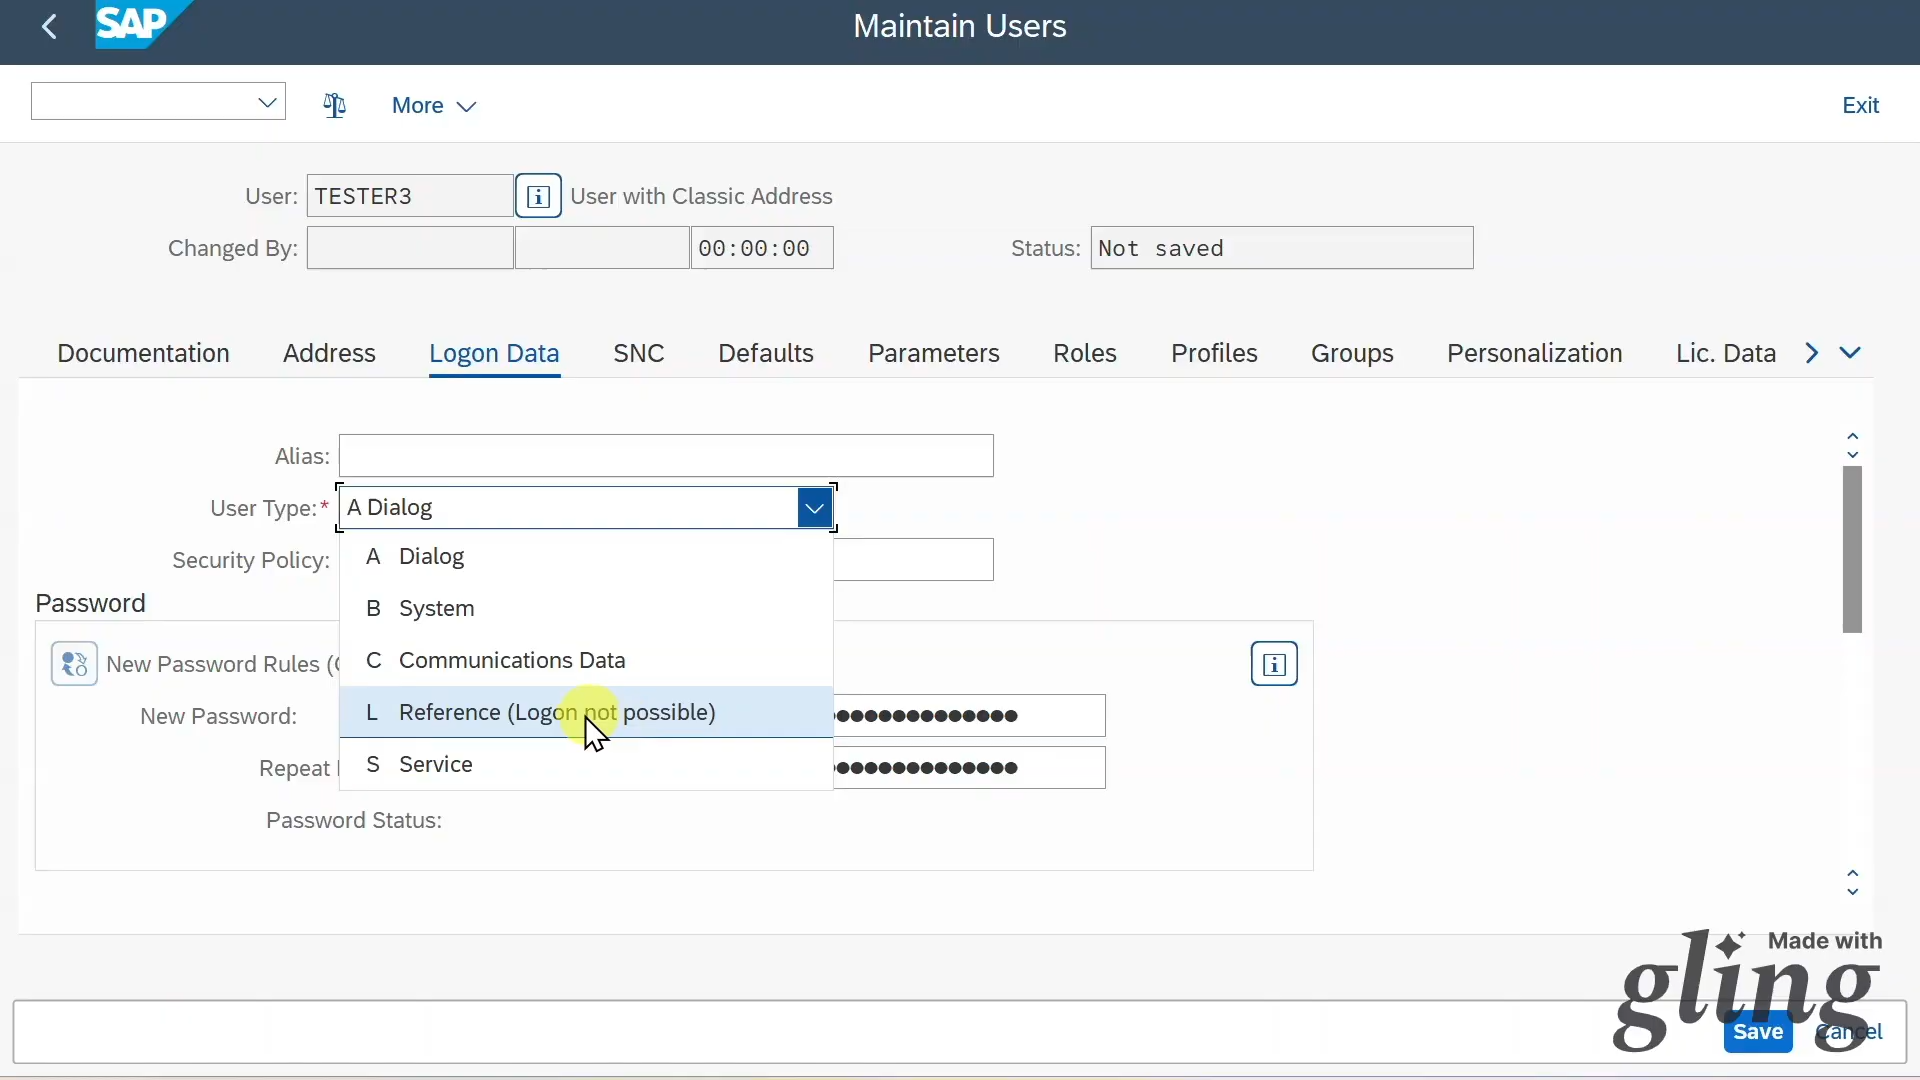 SAP
Maintain Users
More
Exit
User: TESTER3 User with Classic Address
Changed By: 00:00:00 Status: Not saved
Documentation Address Logon Data SNC Defaults Parameters Roles Profiles Groups Personalization Lic. Data
Alias:
User Type:* A Dialog
Security Policy:
A Dialog
B System
C Communications Data
L Reference (Logon not possible)
S Service
Password
New Password Rules (
New Password: ●●●●●●●●●●●●●
Repeat ●●●●●●●●●●●●●
Password Status:
Made with
gling
Save Cancel